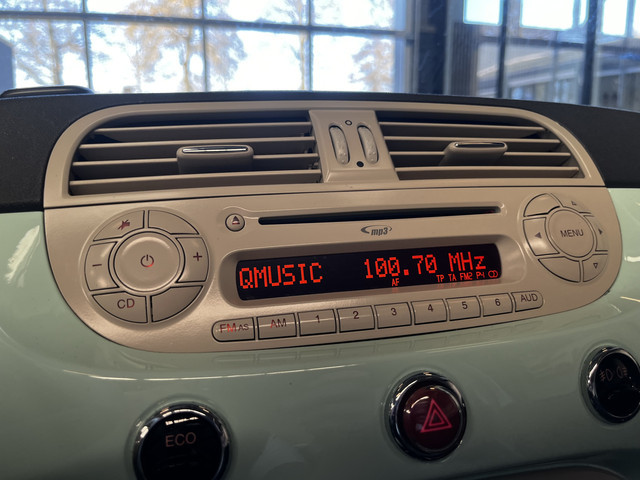 mp3
QMUSIC 100.70 MHz
AF TP TA FM2 P4 CD
− +
CD
MENU
FM AS AM 1 2 3 4 5 6 AUD
ECO